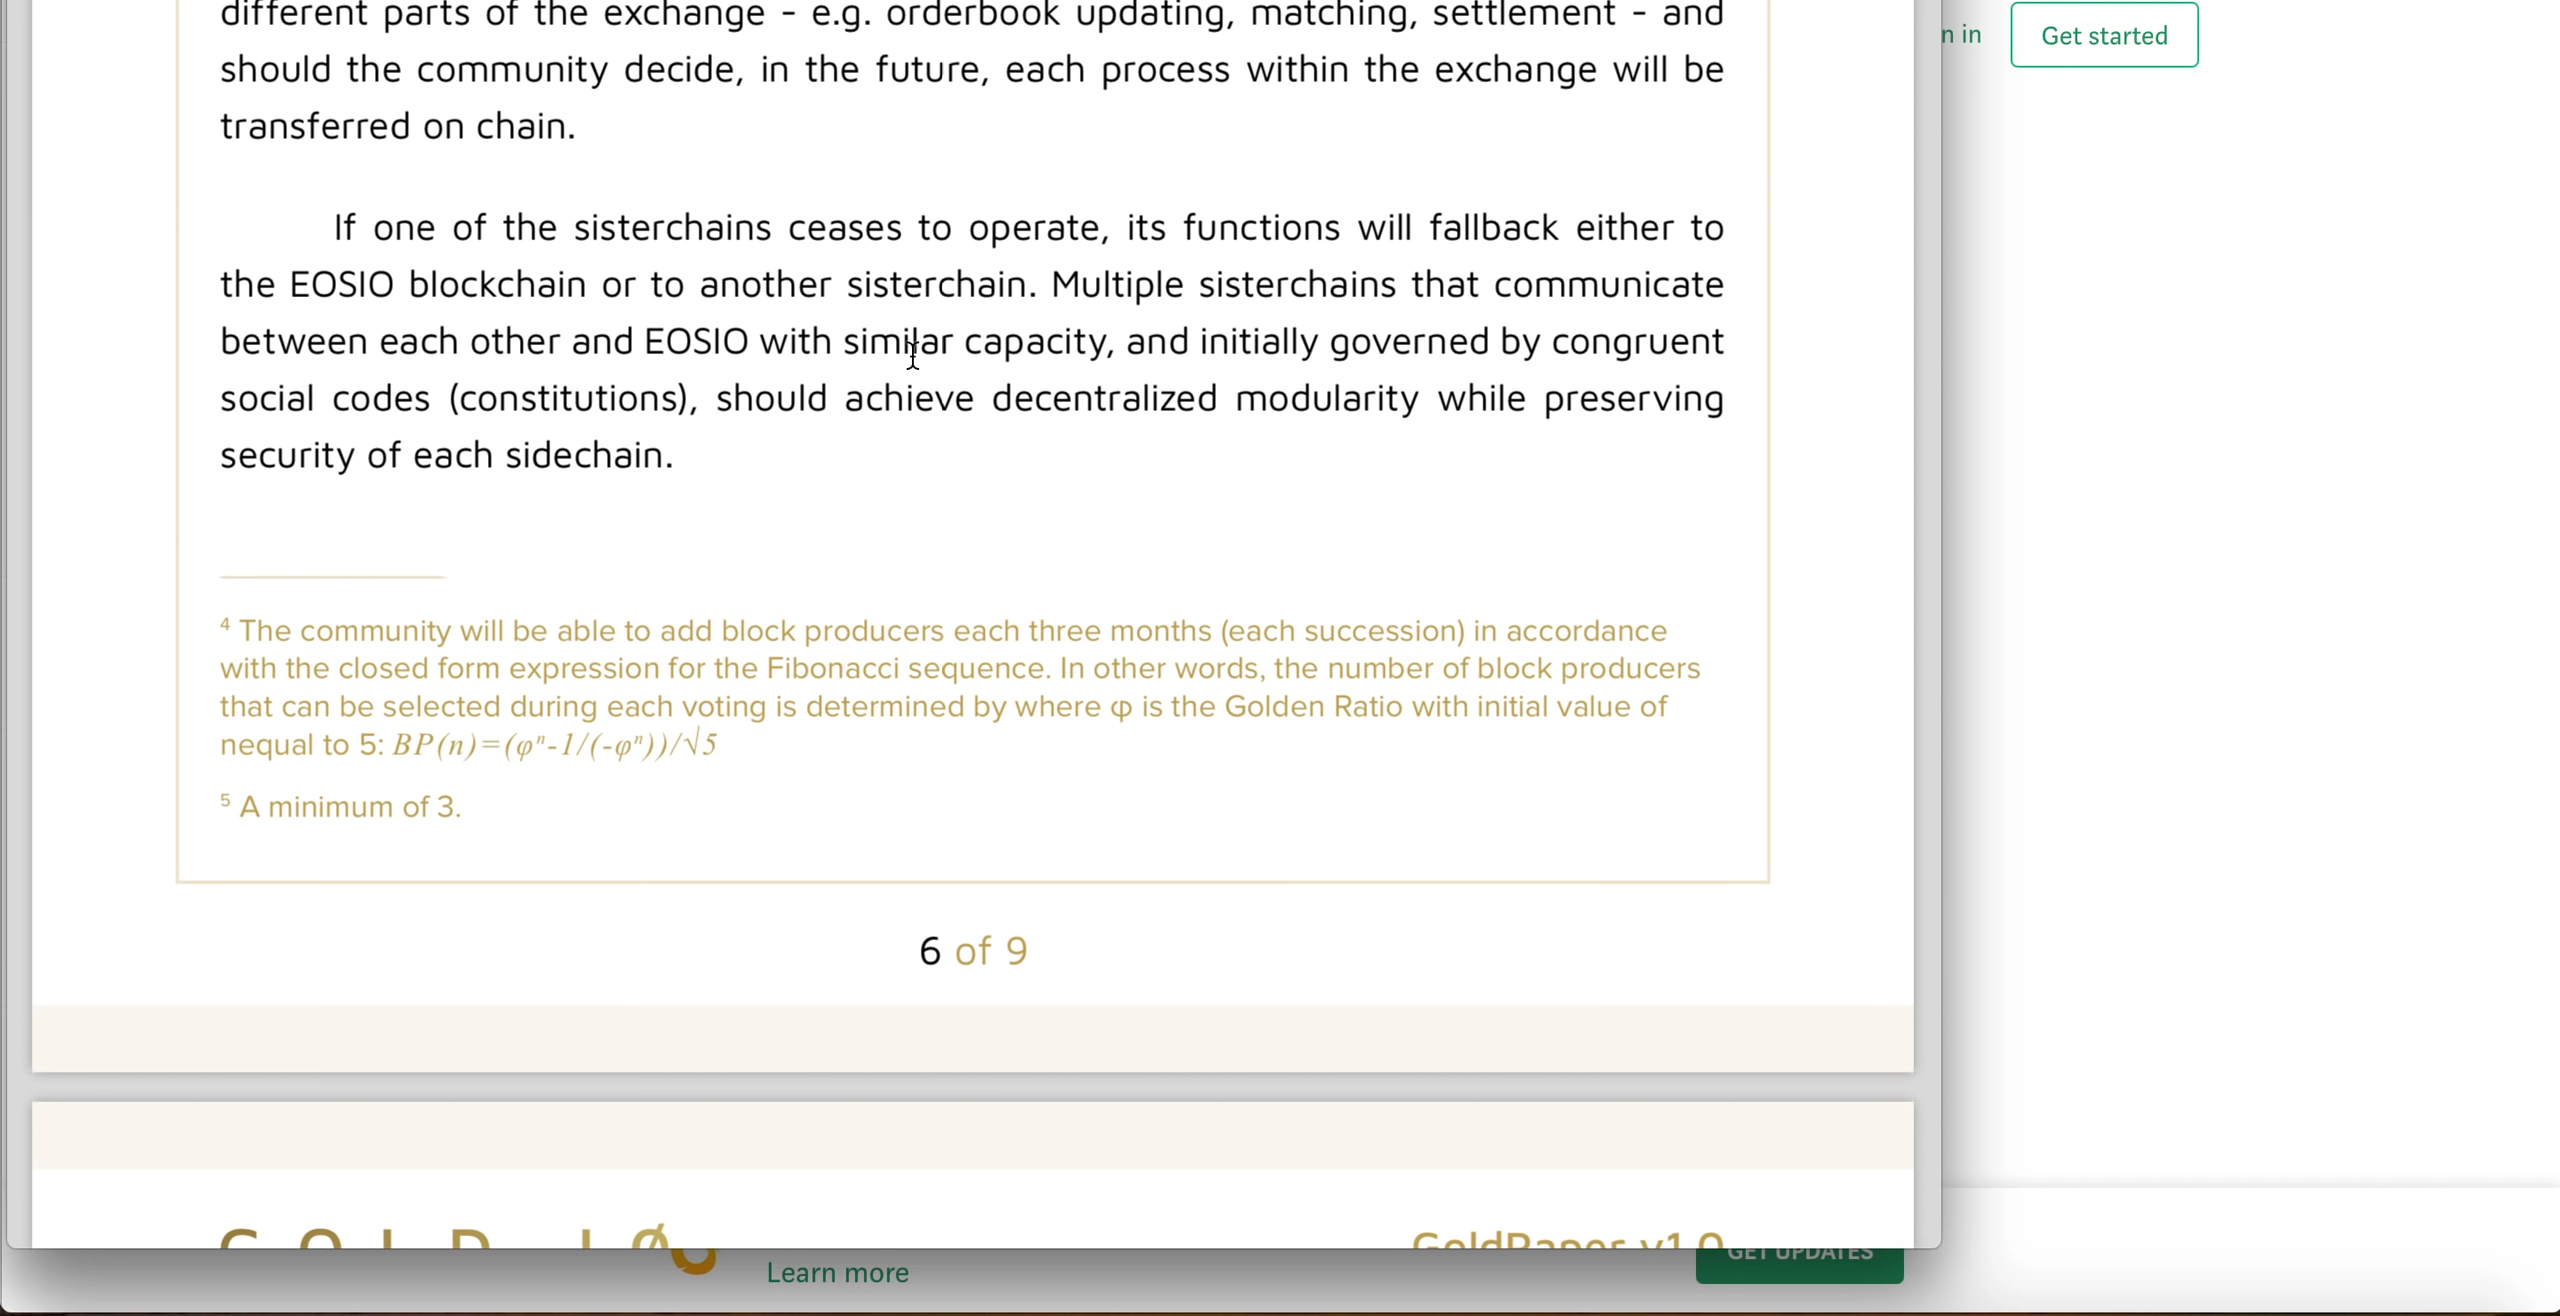 different parts of the exchange - e.g. orderbook updating, matching, settlement - and
should the community decide, in the future, each process within the exchange will be
transferred on chain.
If one of the sisterchains ceases to operate, its functions will fallback either to
the EOSIO blockchain or to another sisterchain. Multiple sisterchains that communicate
between each other and EOSIO with similar capacity, and initially governed by congruent
social codes (constitutions), should achieve decentralized modularity while preserving
security of each sidechain.
⁴ The community will be able to add block producers each three months (each succession) in accordance
with the closed form expression for the Fibonacci sequence. In other words, the number of block producers
that can be selected during each voting is determined by where φ is the Golden Ratio with initial value of
nequal to 5: BP(n)=(φⁿ-1/(-φⁿ))/√5
⁵ A minimum of 3.
6 of 9
G O L D . I Ø
GoldPaper v1.0
n in
Get started
Learn more
GET UPDATES